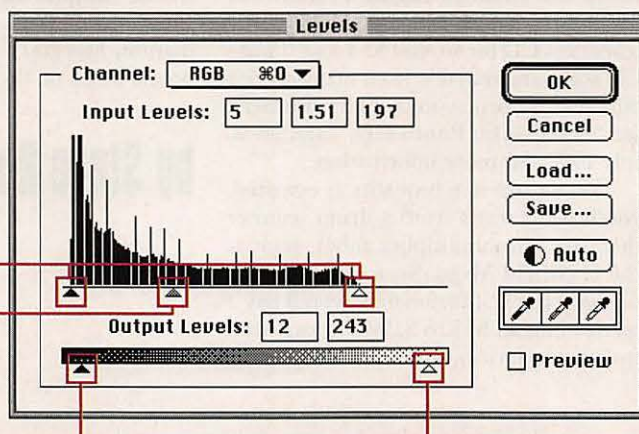 Levels
Channel: RGB ⌘0
Input Levels: 5 1.51 197
Output Levels: 12 243
OK
Cancel
Load...
Save...
Auto
Preview